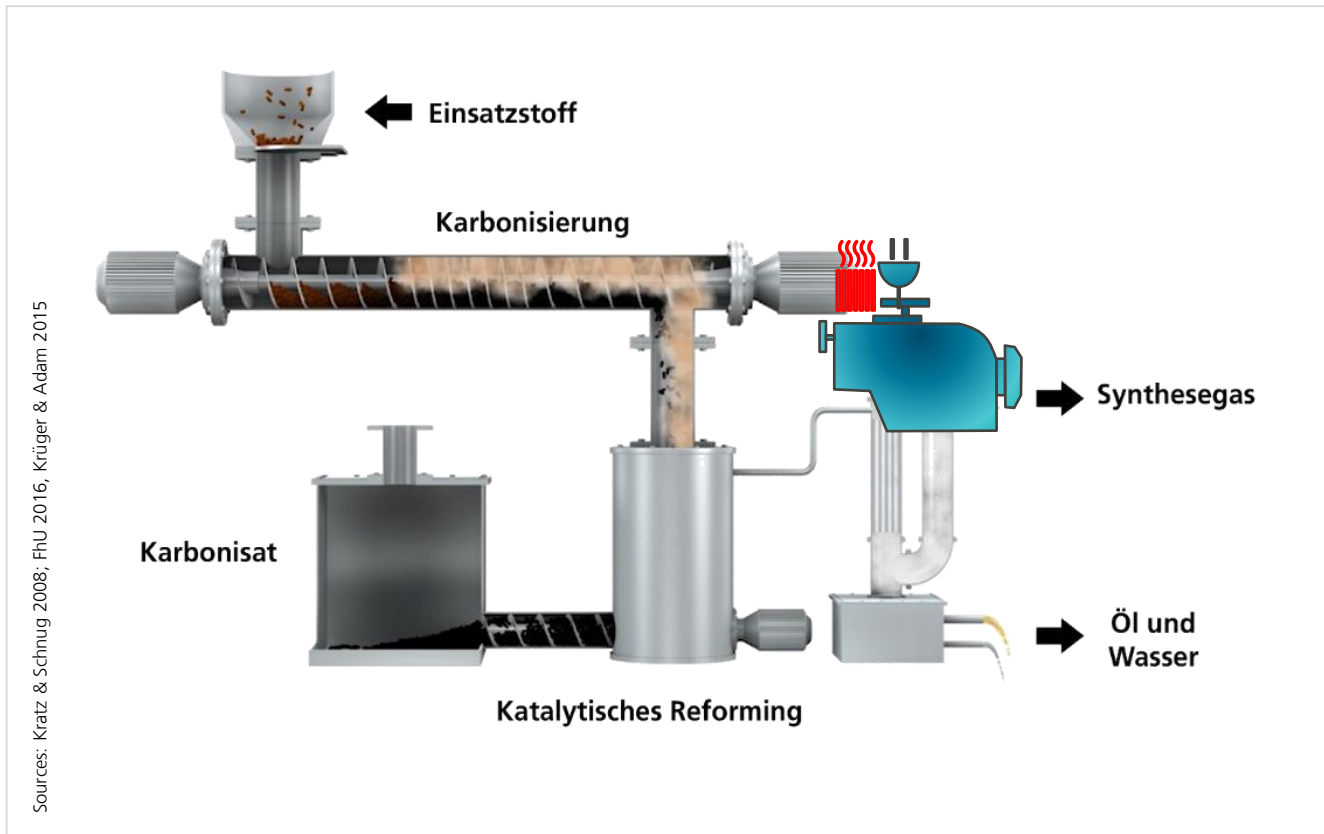 Einsatzstoff
Karbonisierung
Synthesegas
Karbonisat
Öl und
Wasser
Katalytisches Reforming
Sources: Kratz & Schnug 2008; FhU 2016, Krüger & Adam 2015